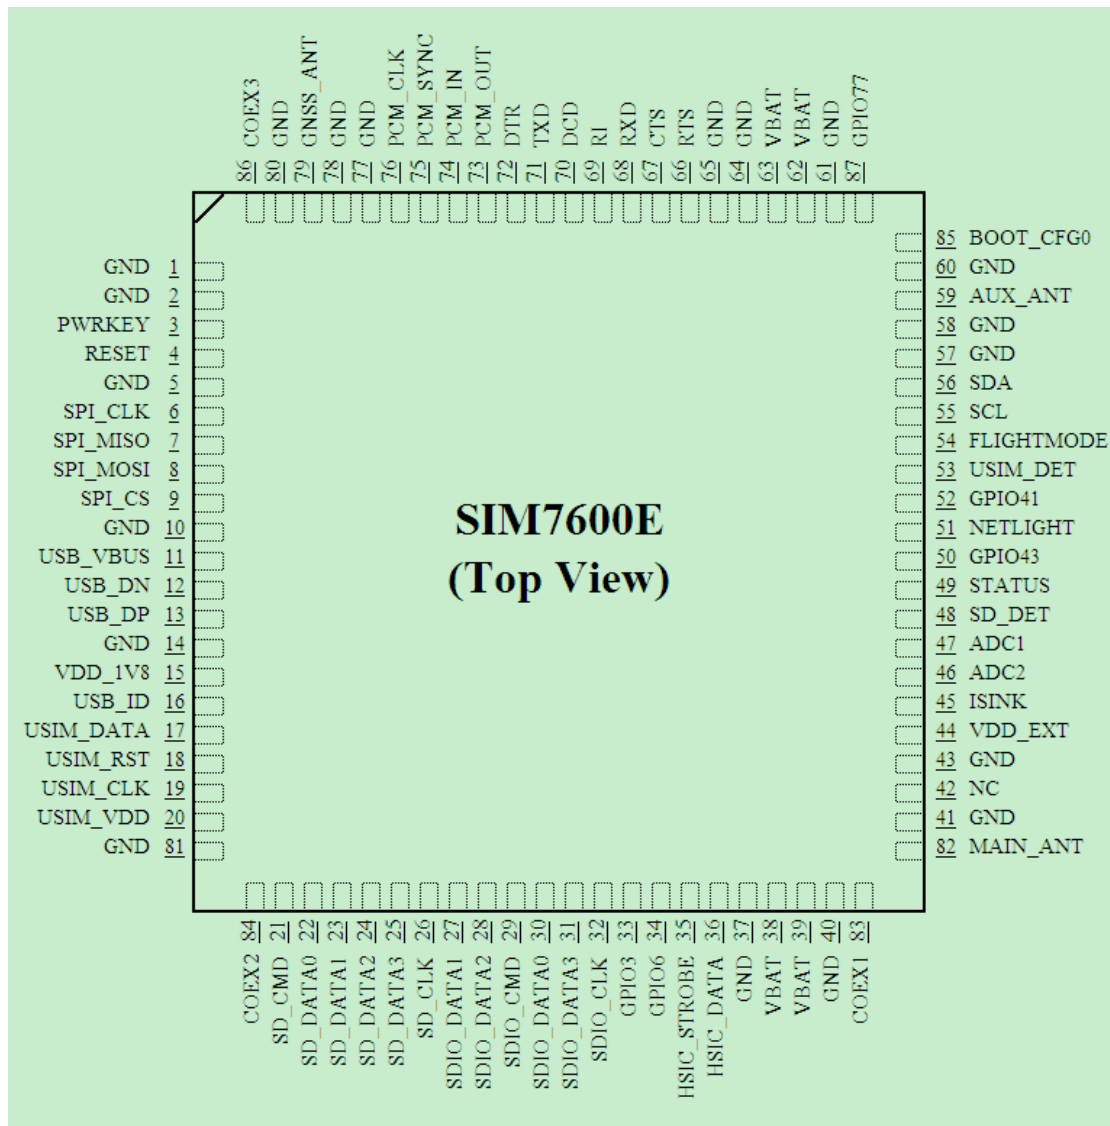 COEX3 86
GND 80
GNSS_ANT 79
GND 78
GND 77
PCM_CLK 76
PCM_SYNC 75
PCM_IN 74
PCM_OUT 73
DTR 72
TXD 71
DCD 70
RI 69
RXD 68
CTS 67
RTS 66
GND 65
GND 64
VBAT 63
VBAT 62
GND 61
GPIO77 87
GND 1
GND 2
PWRKEY 3
RESET 4
GND 5
SPI_CLK 6
SPI_MISO 7
SPI_MOSI 8
SPI_CS 9
GND 10
USB_VBUS 11
USB_DN 12
USB_DP 13
GND 14
VDD_1V8 15
USB_ID 16
USIM_DATA 17
USIM_RST 18
USIM_CLK 19
USIM_VDD 20
GND 81
SIM7600E
(Top View)
85 BOOT_CFG0
60 GND
59 AUX_ANT
58 GND
57 GND
56 SDA
55 SCL
54 FLIGHTMODE
53 USIM_DET
52 GPIO41
51 NETLIGHT
50 GPIO43
49 STATUS
48 SD_DET
47 ADC1
46 ADC2
45 ISINK
44 VDD_EXT
43 GND
42 NC
41 GND
82 MAIN_ANT
COEX2 84
SD_CMD 21
SD_DATA0 22
SD_DATA1 23
SD_DATA2 24
SD_DATA3 25
SD_CLK 26
SDIO_DATA1 27
SDIO_DATA2 28
SDIO_CMD 29
SDIO_DATA0 30
SDIO_DATA3 31
SDIO_CLK 32
GPIO3 33
GPIO6 34
HSIC_STROBE 35
HSIC_DATA 36
GND 37
VBAT 38
VBAT 39
GND 40
COEX1 83